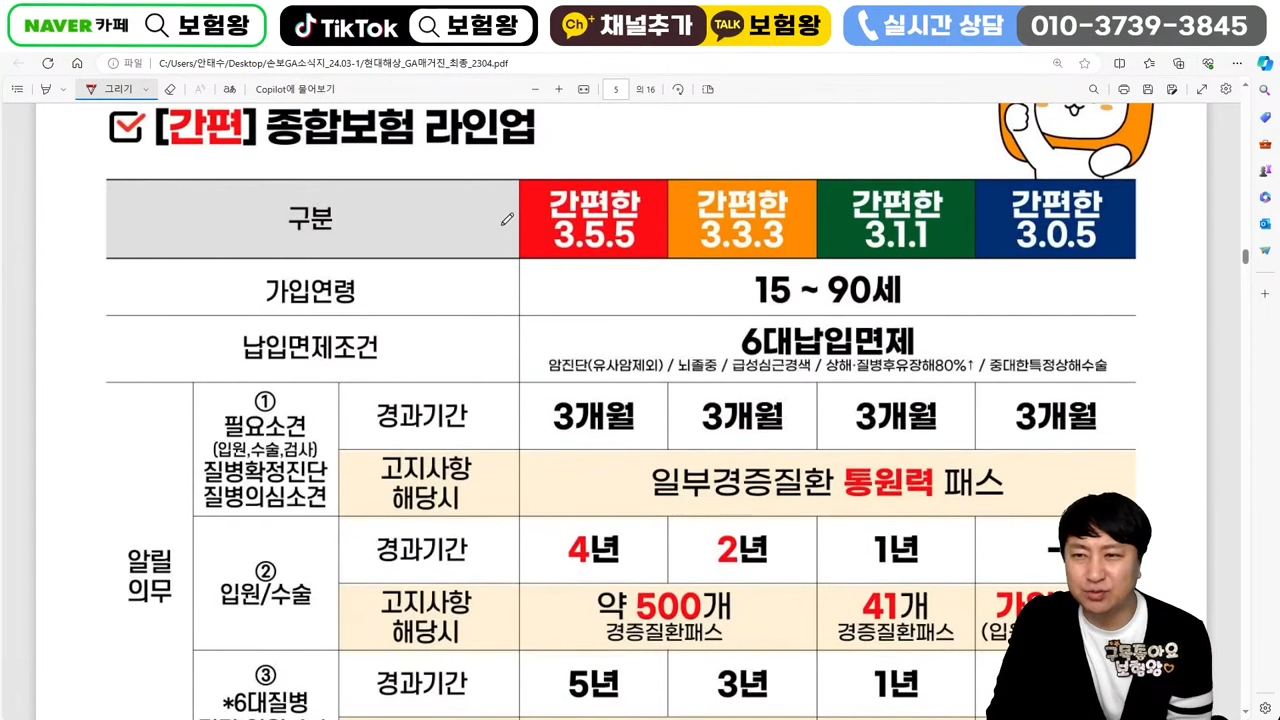 NAVER 카페 보험왕
TikTok 보험왕
Ch+ 채널추가 TALK 보험왕
실시간 상담 010-3739-3845
파일 C:/Users/안태수/Desktop/손보GA소식지_24.03-1/현대해상_GA매거진_최종_2304.pdf
그리기 aあ Copilot에 물어보기 5 의 16
[간편] 종합보험 라인업
구분
간편한 3.5.5
간편한 3.3.3
간편한 3.1.1
간편한 3.0.5
가입연령
15 ~ 90세
납입면제조건
6대납입면제
암진단(유사암제외) / 뇌졸중 / 급성심근경색 / 상해·질병후유장해80%↑ / 중대한특정상해수술
알릴
의무
①
필요소견
(입원,수술,검사)
질병확정진단
질병의심소견
경과기간
3개월 3개월 3개월 3개월
고지사항
해당시
일부경증질환 통원력 패스
②
입원/수술
경과기간
4년 2년 1년 -
고지사항
해당시
약 500개
경증질환패스
41개
경증질환패스
③
*6대질병
경과기간
5년 3년 1년
구독좋아요
보험왕♡